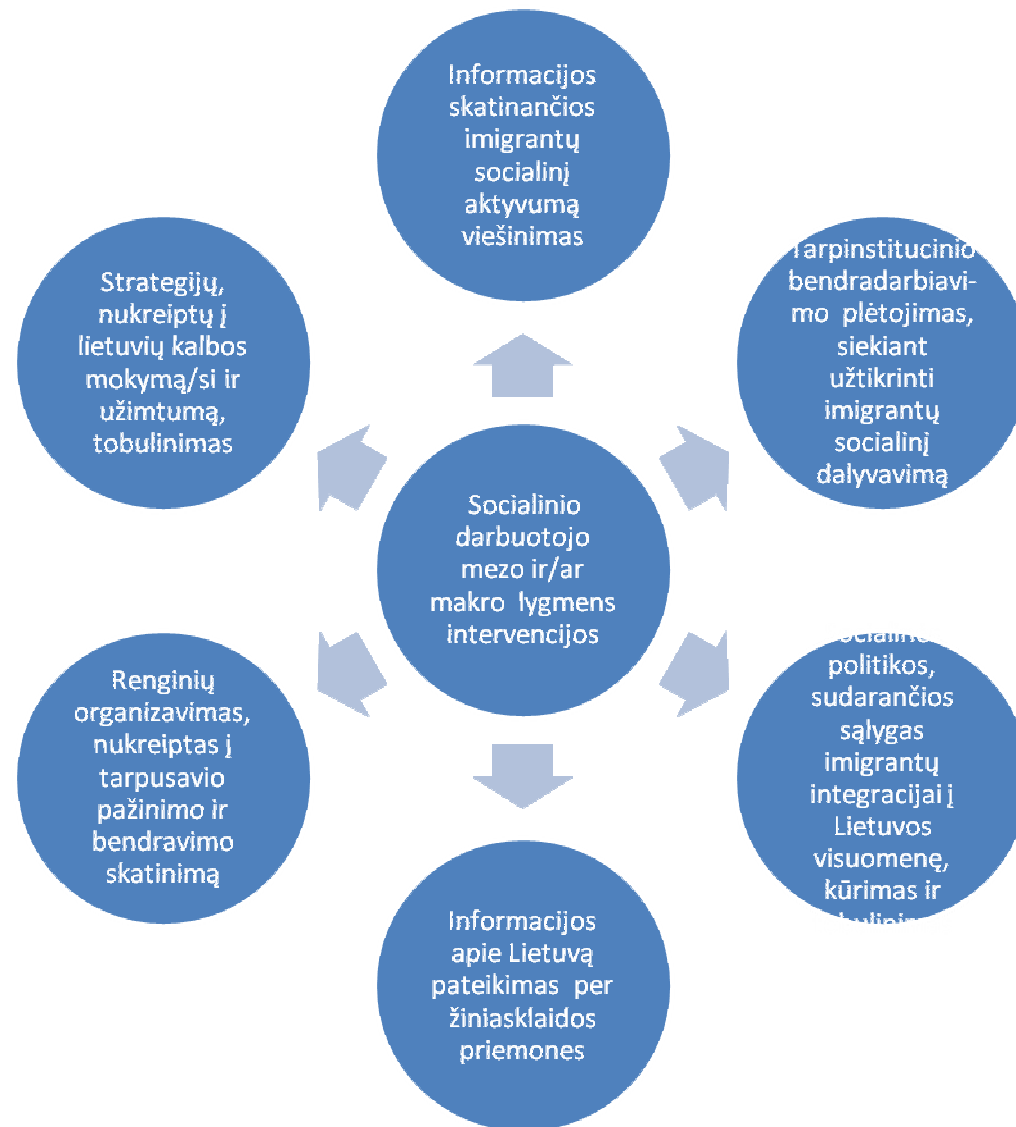 Informacijos
skatinančios
imigrantų
socialinį
aktyvumą
viešinimas
Tarpinstitucinio
bendradarbiavi-
mo plėtojimas,
siekiant
užtikrinti
imigrantų
socialinį
dalyvavimą
politikos,
sudarančios
sąlygas
imigrantų
integracijai į
Lietuvos
visuomenę,
kūrimas ir
Informacijos
apie Lietuvą
pateikimas per
žiniasklaidos
priemones
Renginių
organizavimas,
nukreiptas į
tarpusavio
pažinimo ir
bendravimo
skatinimą
Strategijų,
nukreiptų į
lietuvių kalbos
mokymą/si ir
užimtumą,
tobulinimas
Socialinio
darbuotojo
mezo ir/ar
makro lygmens
intervencijos